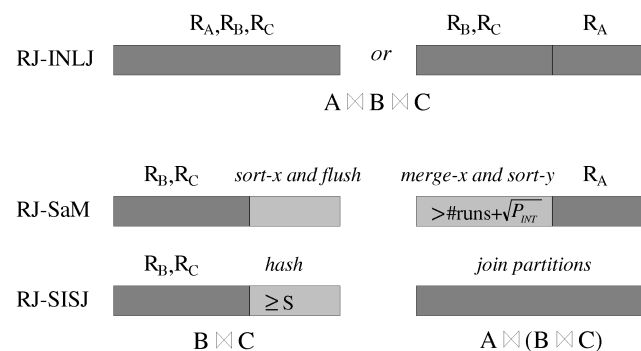 R_A,R_B,R_C R_B,R_C R_A
RJ-INLJ or
A ⋈ B ⋈ C
R_B,R_C sort-x and flush merge-x and sort-y R_A
RJ-SaM >#runs+√P_INT
R_B,R_C hash join partitions
RJ-SISJ ≥ S
B ⋈ C A ⋈ (B ⋈ C)